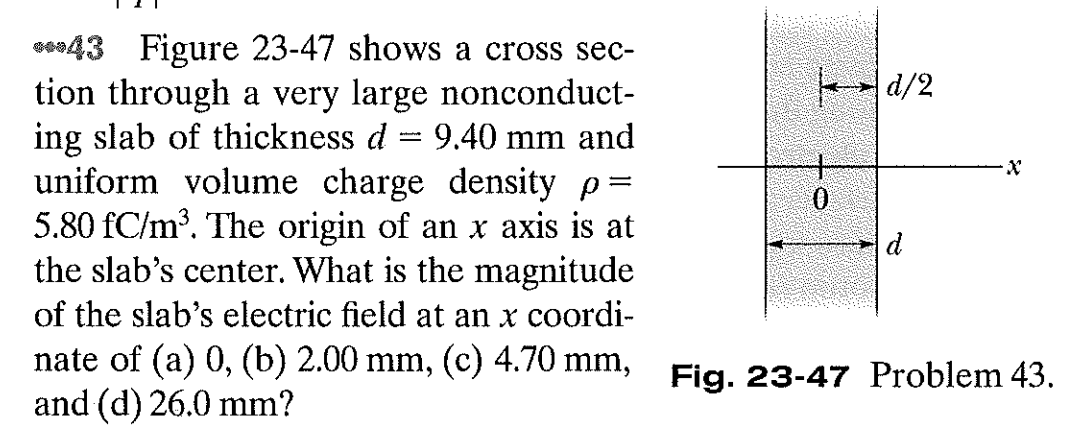 •••43 Figure 23-47 shows a cross sec-
tion through a very large nonconduct-
ing slab of thickness d = 9.40 mm and
uniform volume charge density ρ =
5.80 fC/m³. The origin of an x axis is at
the slab's center. What is the magnitude
of the slab's electric field at an x coordi-
nate of (a) 0, (b) 2.00 mm, (c) 4.70 mm,
and (d) 26.0 mm?
d/2
x
0
d
Fig. 23-47 Problem 43.